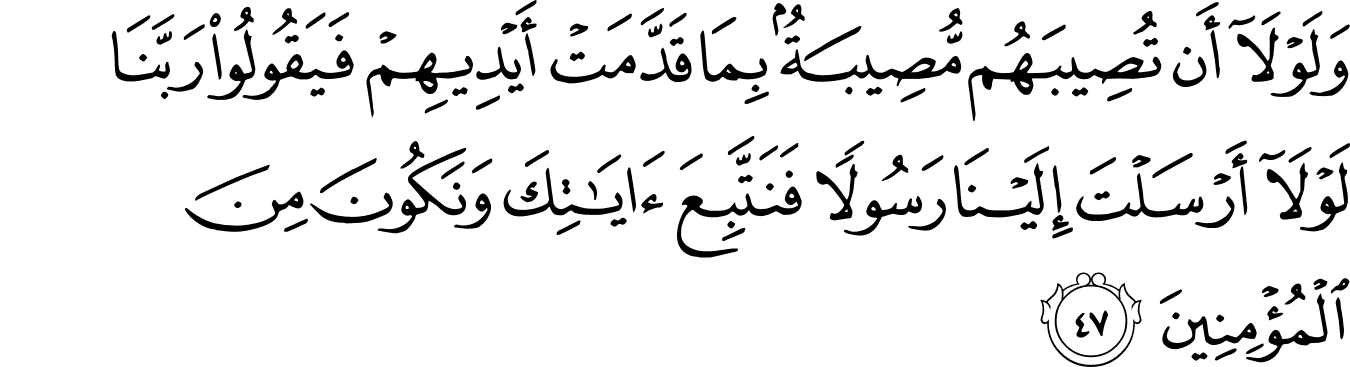 وَلَوْلَآ أَن تُصِيبَهُم مُّصِيبَةٌۢ بِمَا قَدَّمَتْ أَيْدِيهِمْ فَيَقُولُوا۟ رَبَّنَا
لَوْلَآ أَرْسَلْتَ إِلَيْنَا رَسُولًا فَنَتَّبِعَ ءَايَـٰتِكَ وَنَكُونَ مِنَ
ٱلْمُؤْمِنِينَ ٤٧